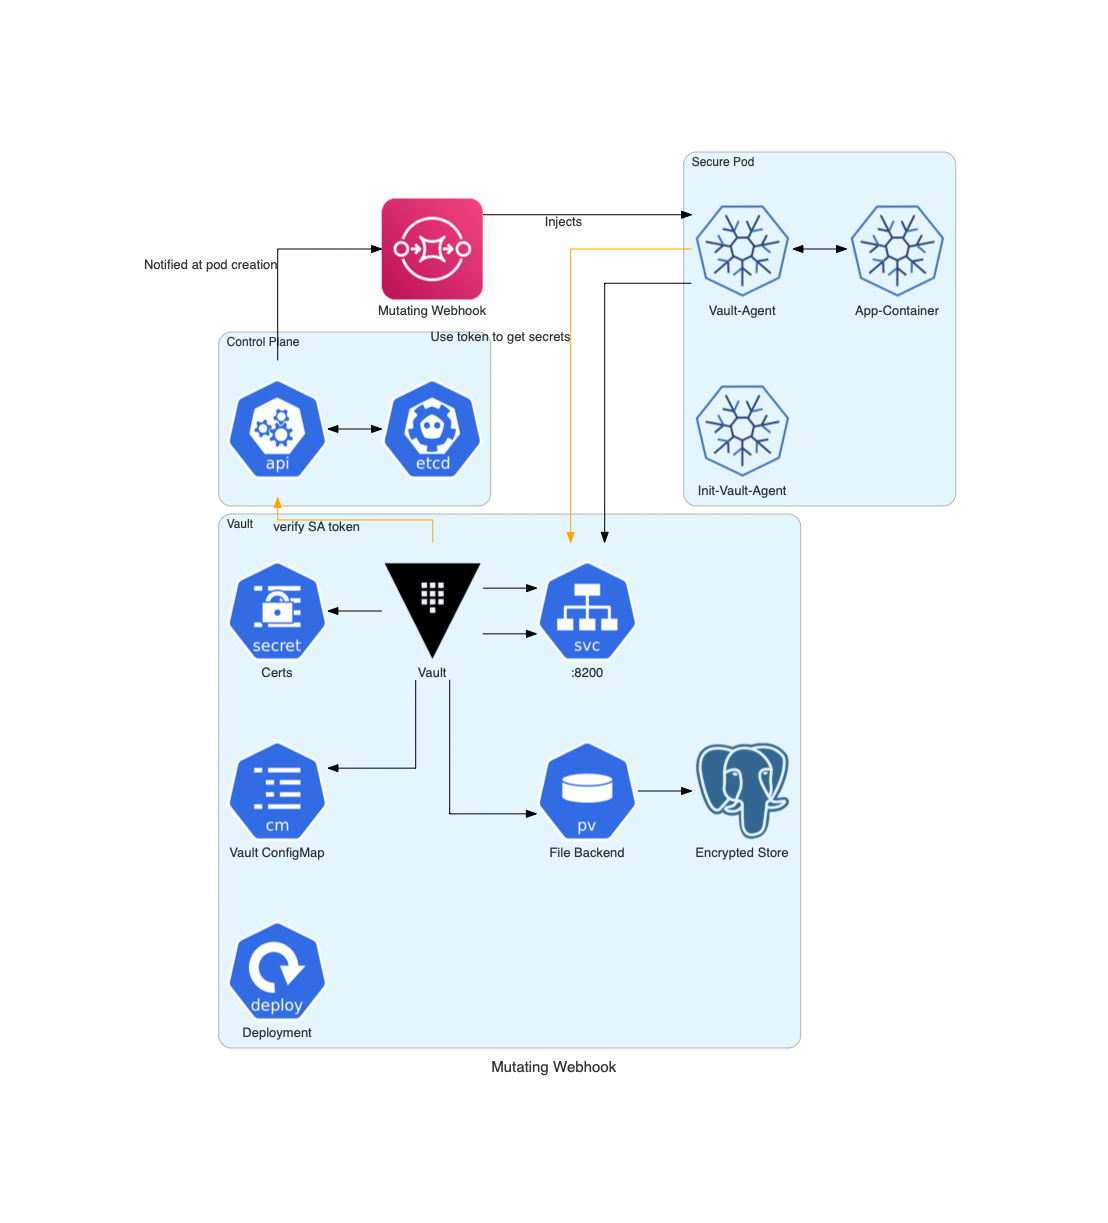 Secure Pod
Injects
Notified at pod creation
Mutating Webhook
Vault-Agent
App-Container
Use token to get secrets
Control Plane
api
etcd
Init-Vault-Agent
Vault
verify SA token
secret
svc
Certs
Vault
:8200
cm
pv
Vault ConfigMap
File Backend
Encrypted Store
deploy
Deployment
Mutating Webhook